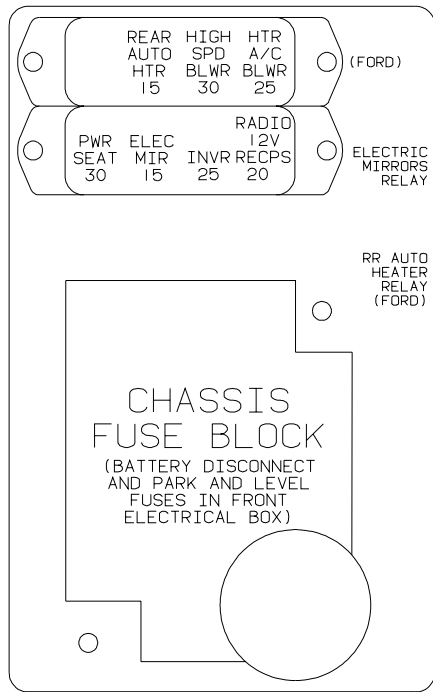 REAR HIGH HTR
AUTO SPD A/C
HTR BLWR BLWR
15 30 25
(FORD)
RADIO
PWR ELEC 12V
SEAT MIR INVR RECPS
30 15 25 20
ELECTRIC
MIRRORS
RELAY
RR AUTO
HEATER
RELAY
(FORD)
CHASSIS
FUSE BLOCK
(BATTERY DISCONNECT
AND PARK AND LEVEL
FUSES IN FRONT
ELECTRICAL BOX)